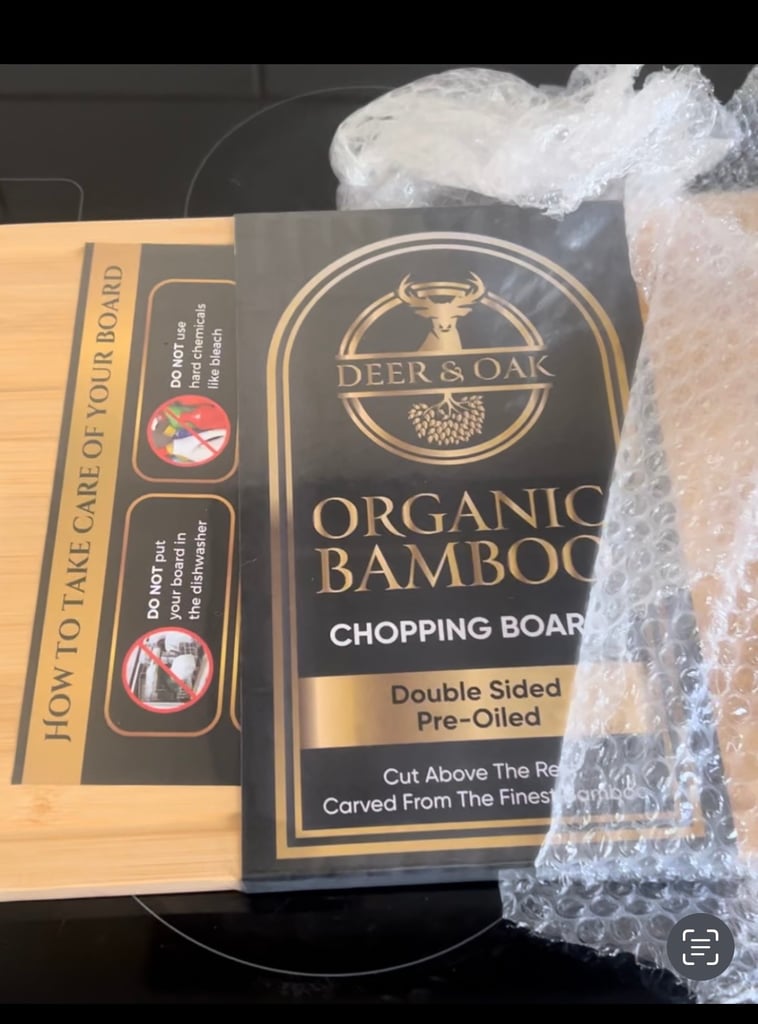 HOW TO TAKE CARE OF YOUR BOARD
DO NOT use
hard chemicals
like bleach
DO NOT put
your board in
the dishwasher
DEER & OAK
ORGANIC
BAMBOO
CHOPPING BOAR
Double Sided
Pre-Oiled
Cut Above The Re
Carved From The Finest Bamboo